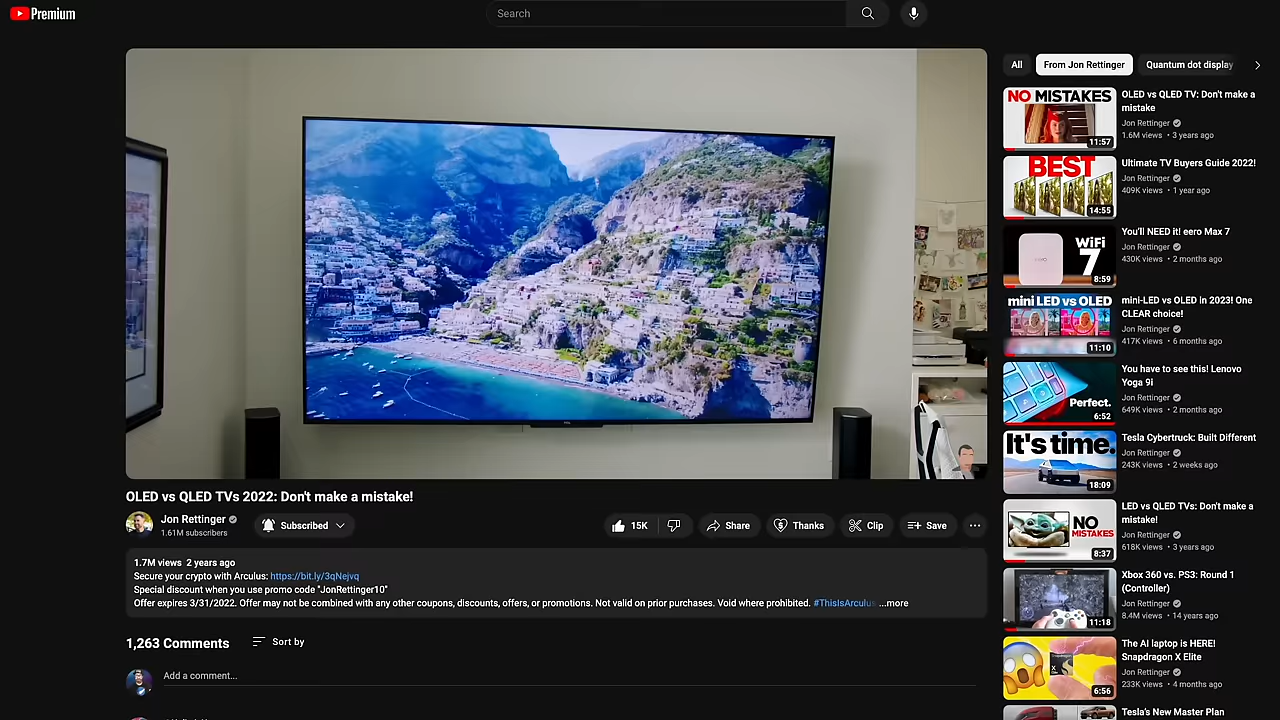 Premium
Search
All
From Jon Rettinger
Quantum dot display
NO MISTAKES
11:57
OLED vs QLED TV: Don't make a mistake
Jon Rettinger
1.6M views • 3 years ago
BEST
14:55
Ultimate TV Buyers Guide 2022!
Jon Rettinger
409K views • 1 year ago
WiFi
7
8:59
You'll NEED it! eero Max 7
Jon Rettinger
430K views • 2 months ago
mini LED vs OLED
11:10
mini-LED vs OLED in 2023! One
CLEAR choice!
Jon Rettinger
417K views • 6 months ago
Perfect.
6:52
You have to see this! Lenovo
Yoga 9i
Jon Rettinger
649K views • 2 months ago
It's time.
18:09
Tesla Cybertruck: Built Different
Jon Rettinger
243K views • 2 weeks ago
NO
MISTAKES
8:37
LED vs QLED TVs: Don't make a
mistake!
Jon Rettinger
618K views • 3 years ago
11:18
Xbox 360 vs. PS3: Round 1
(Controller)
Jon Rettinger
8.4M views • 14 years ago
6:56
The AI laptop is HERE!
Snapdragon X Elite
Jon Rettinger
233K views • 4 months ago
Tesla's New Master Plan
OLED vs QLED TVs 2022: Don't make a mistake!
Jon Rettinger
1.61M subscribers
Subscribed
15K
Share
Thanks
Clip
Save
1.7M views 2 years ago
Secure your crypto with Arculus: https://bit.ly/3qNejvq
Special discount when you use promo code "JonRettinger10"
Offer expires 3/31/2022. Offer may not be combined with any other coupons, discounts, offers, or promotions. Not valid on prior purchases. Void where prohibited. #ThisIsArculus ...more
1,263 Comments
Sort by
Add a comment...